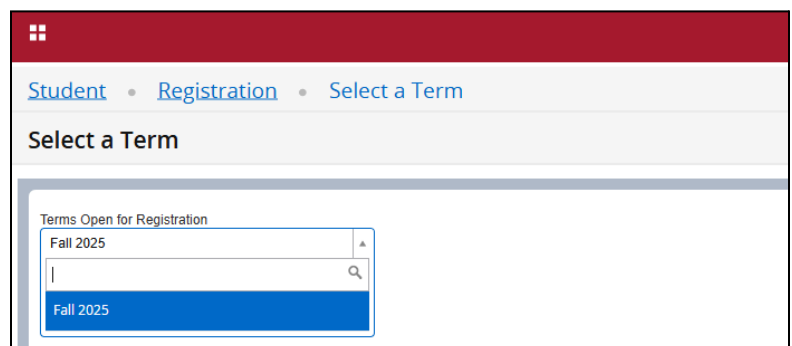 Student • Registration • Select a Term
Select a Term
Terms Open for Registration
Fall 2025
Fall 2025